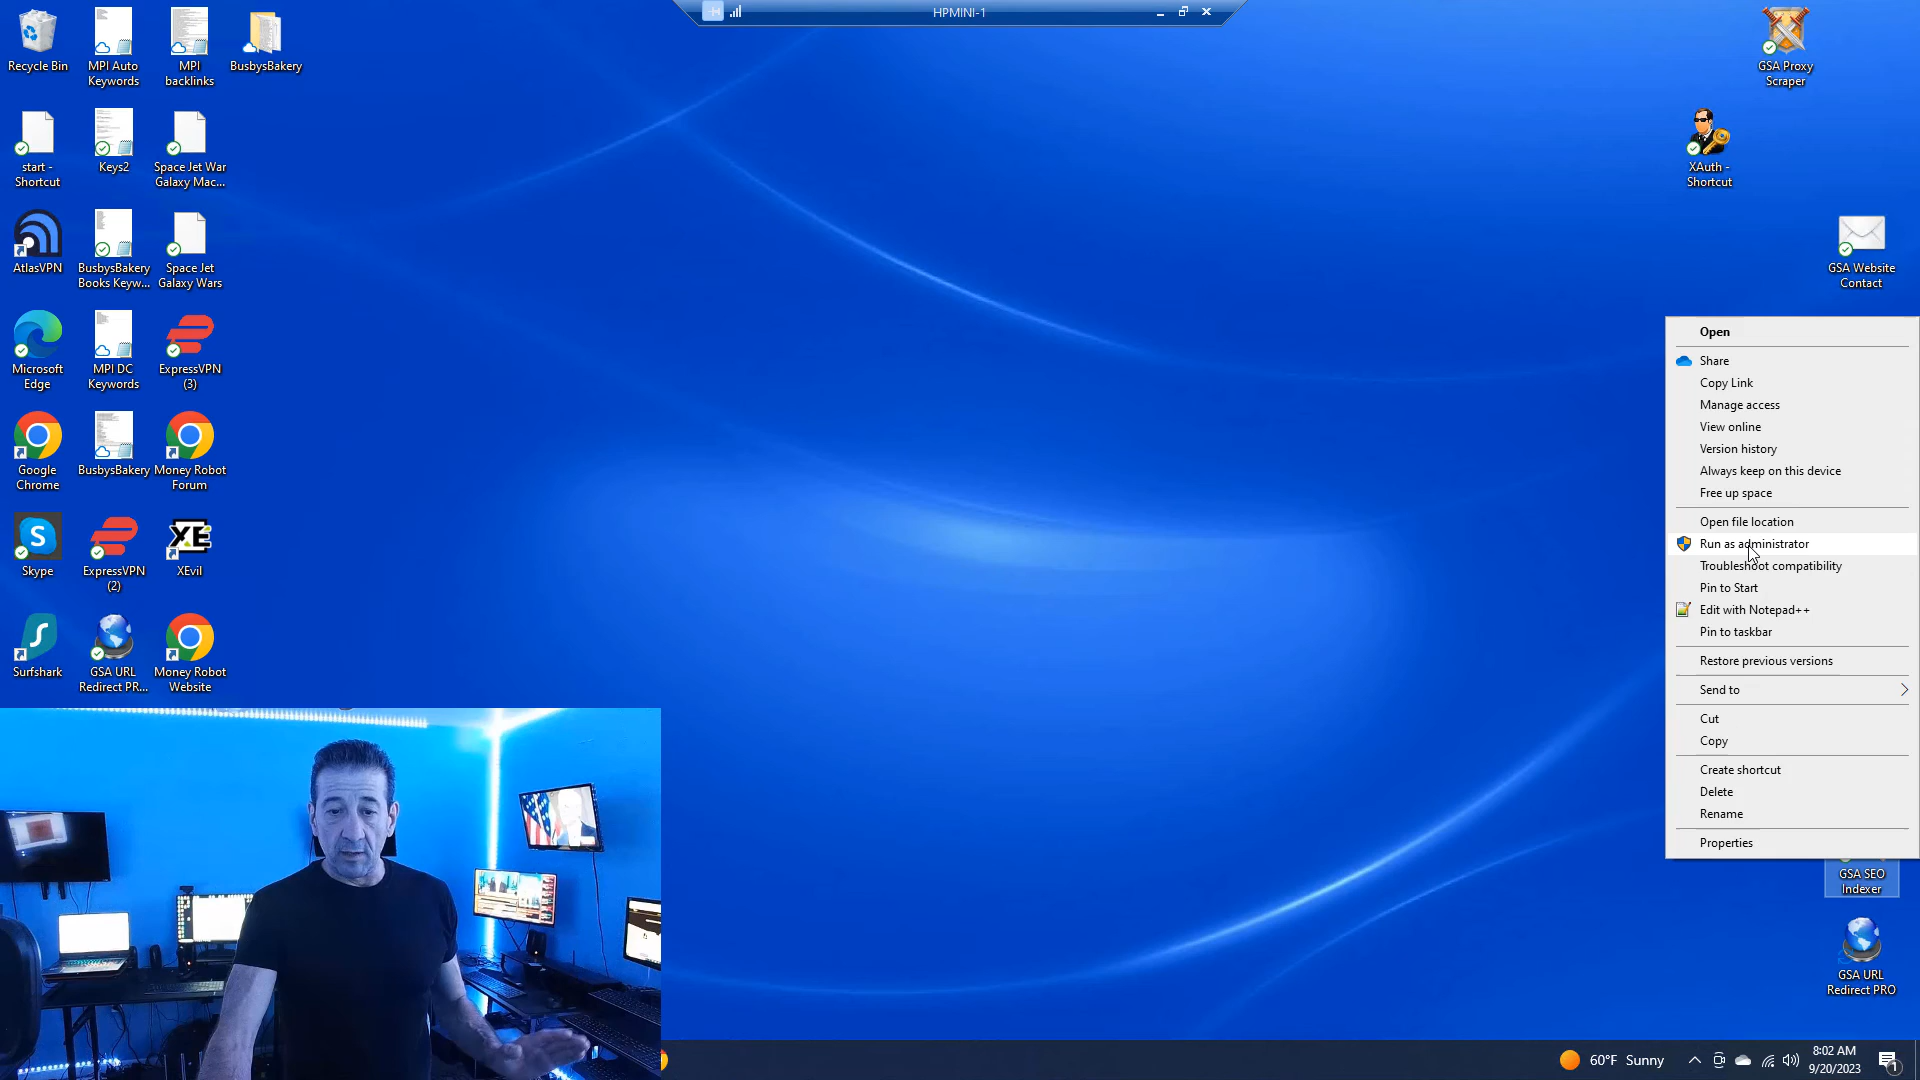 HPMINI-1
Recycle Bin
MPI Auto
Keywords
MPI
backlinks
BusbysBakery
start -
Shortcut
Keys2
Space Jet War
Galaxy Mac...
AtlasVPN
BusbysBakery
Books Keyw...
Space Jet
Galaxy Wars
Microsoft
Edge
MPI DC
Keywords
ExpressVPN
(3)
Google
Chrome
BusbysBakery
Money Robot
Forum
Skype
ExpressVPN
(2)
XE
XEvil
Surfshark
GSA URL
Redirect PR...
Money Robot
Website
GSA Proxy
Scraper
XAuth -
Shortcut
GSA Website
Contact
Open
Share
Copy Link
Manage access
View online
Version history
Always keep on this device
Free up space
Open file location
Run as administrator
Troubleshoot compatibility
Pin to Start
Edit with Notepad++
Pin to taskbar
Restore previous versions
Send to
Cut
Copy
Create shortcut
Delete
Rename
Properties
GSA SEO
Indexer
GSA URL
Redirect PRO
60°F Sunny
8:02 AM
9/20/2023
1